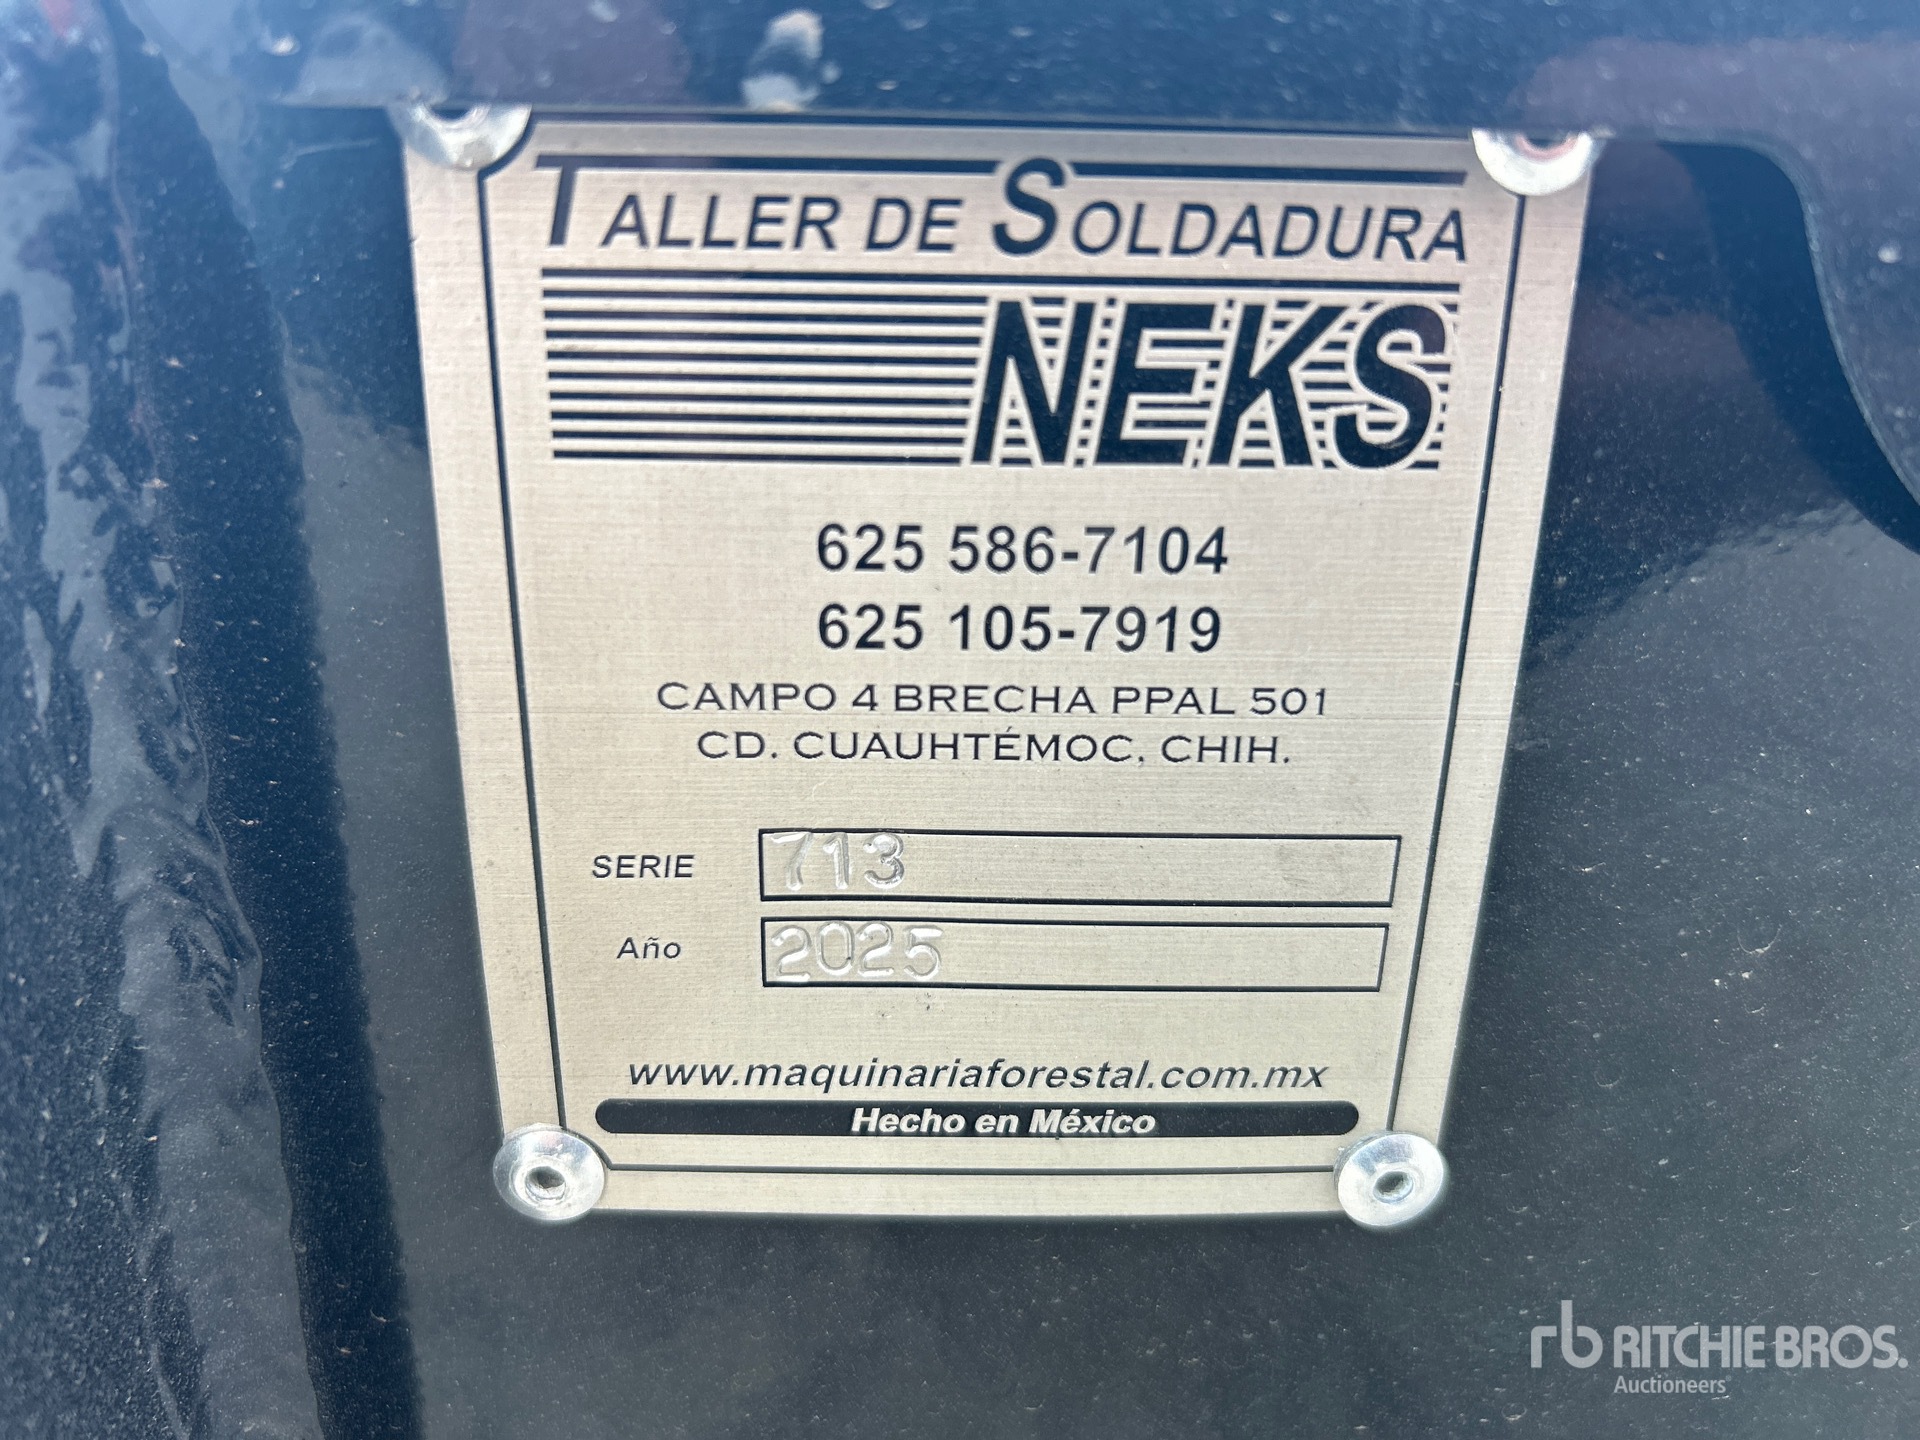 TALLER DE SOLDADURA
NEKS
625 586-7104
625 105-7919
CAMPO 4 BRECHA PPAL 501
CD. CUAUHTÉMOC, CHIH.
SERIE 713
Año 2025
www.maquinariaforestal.com.mx
Hecho en México
rb RITCHIE BROS.
Auctioneers